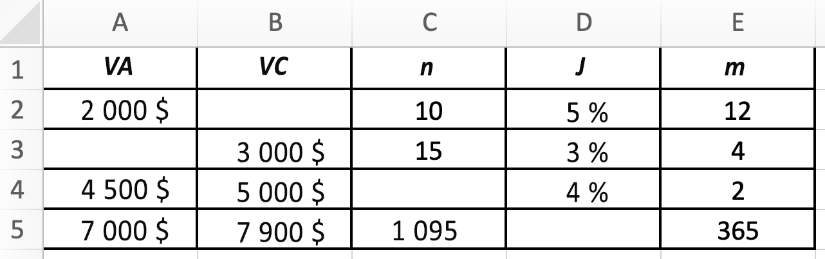 A B C D E
1 VA VC n J m
2 2 000 $ 10 5 % 12
3 3 000 $ 15 3 % 4
4 4 500 $ 5 000 $ 4 % 2
5 7 000 $ 7 900 $ 1 095 365